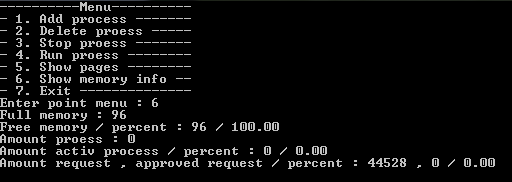 -----------Menu-----------
- 1. Add process ---------
- 2. Delete proess ------
- 3. Stop proess --------
- 4. Run proess ---------
- 5. Show pages ---------
- 6. Show memory info --
- 7. Exit ---------------
Enter point menu : 6
Full memory : 96
Free memory / percent : 96 / 100.00
Amount proess : 0
Amount activ process / percent : 0 / 0.00
Amount request , approved request / percent : 44528 , 0 / 0.00